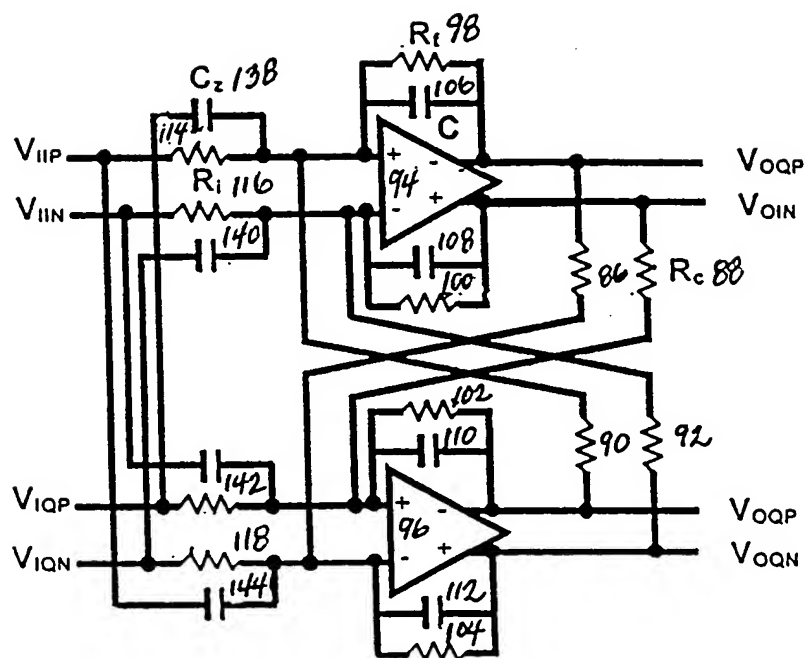 Rf 98
Cz 138
106
C
114
VIIP
VOQP
94
+ -
Ri 116
VIIN
- +
VOIN
140
108
100
86
Rc 88
102
110
90
92
142
VIQP
+ -
VOQP
96
118
VIQN
- +
VOQN
144
112
104